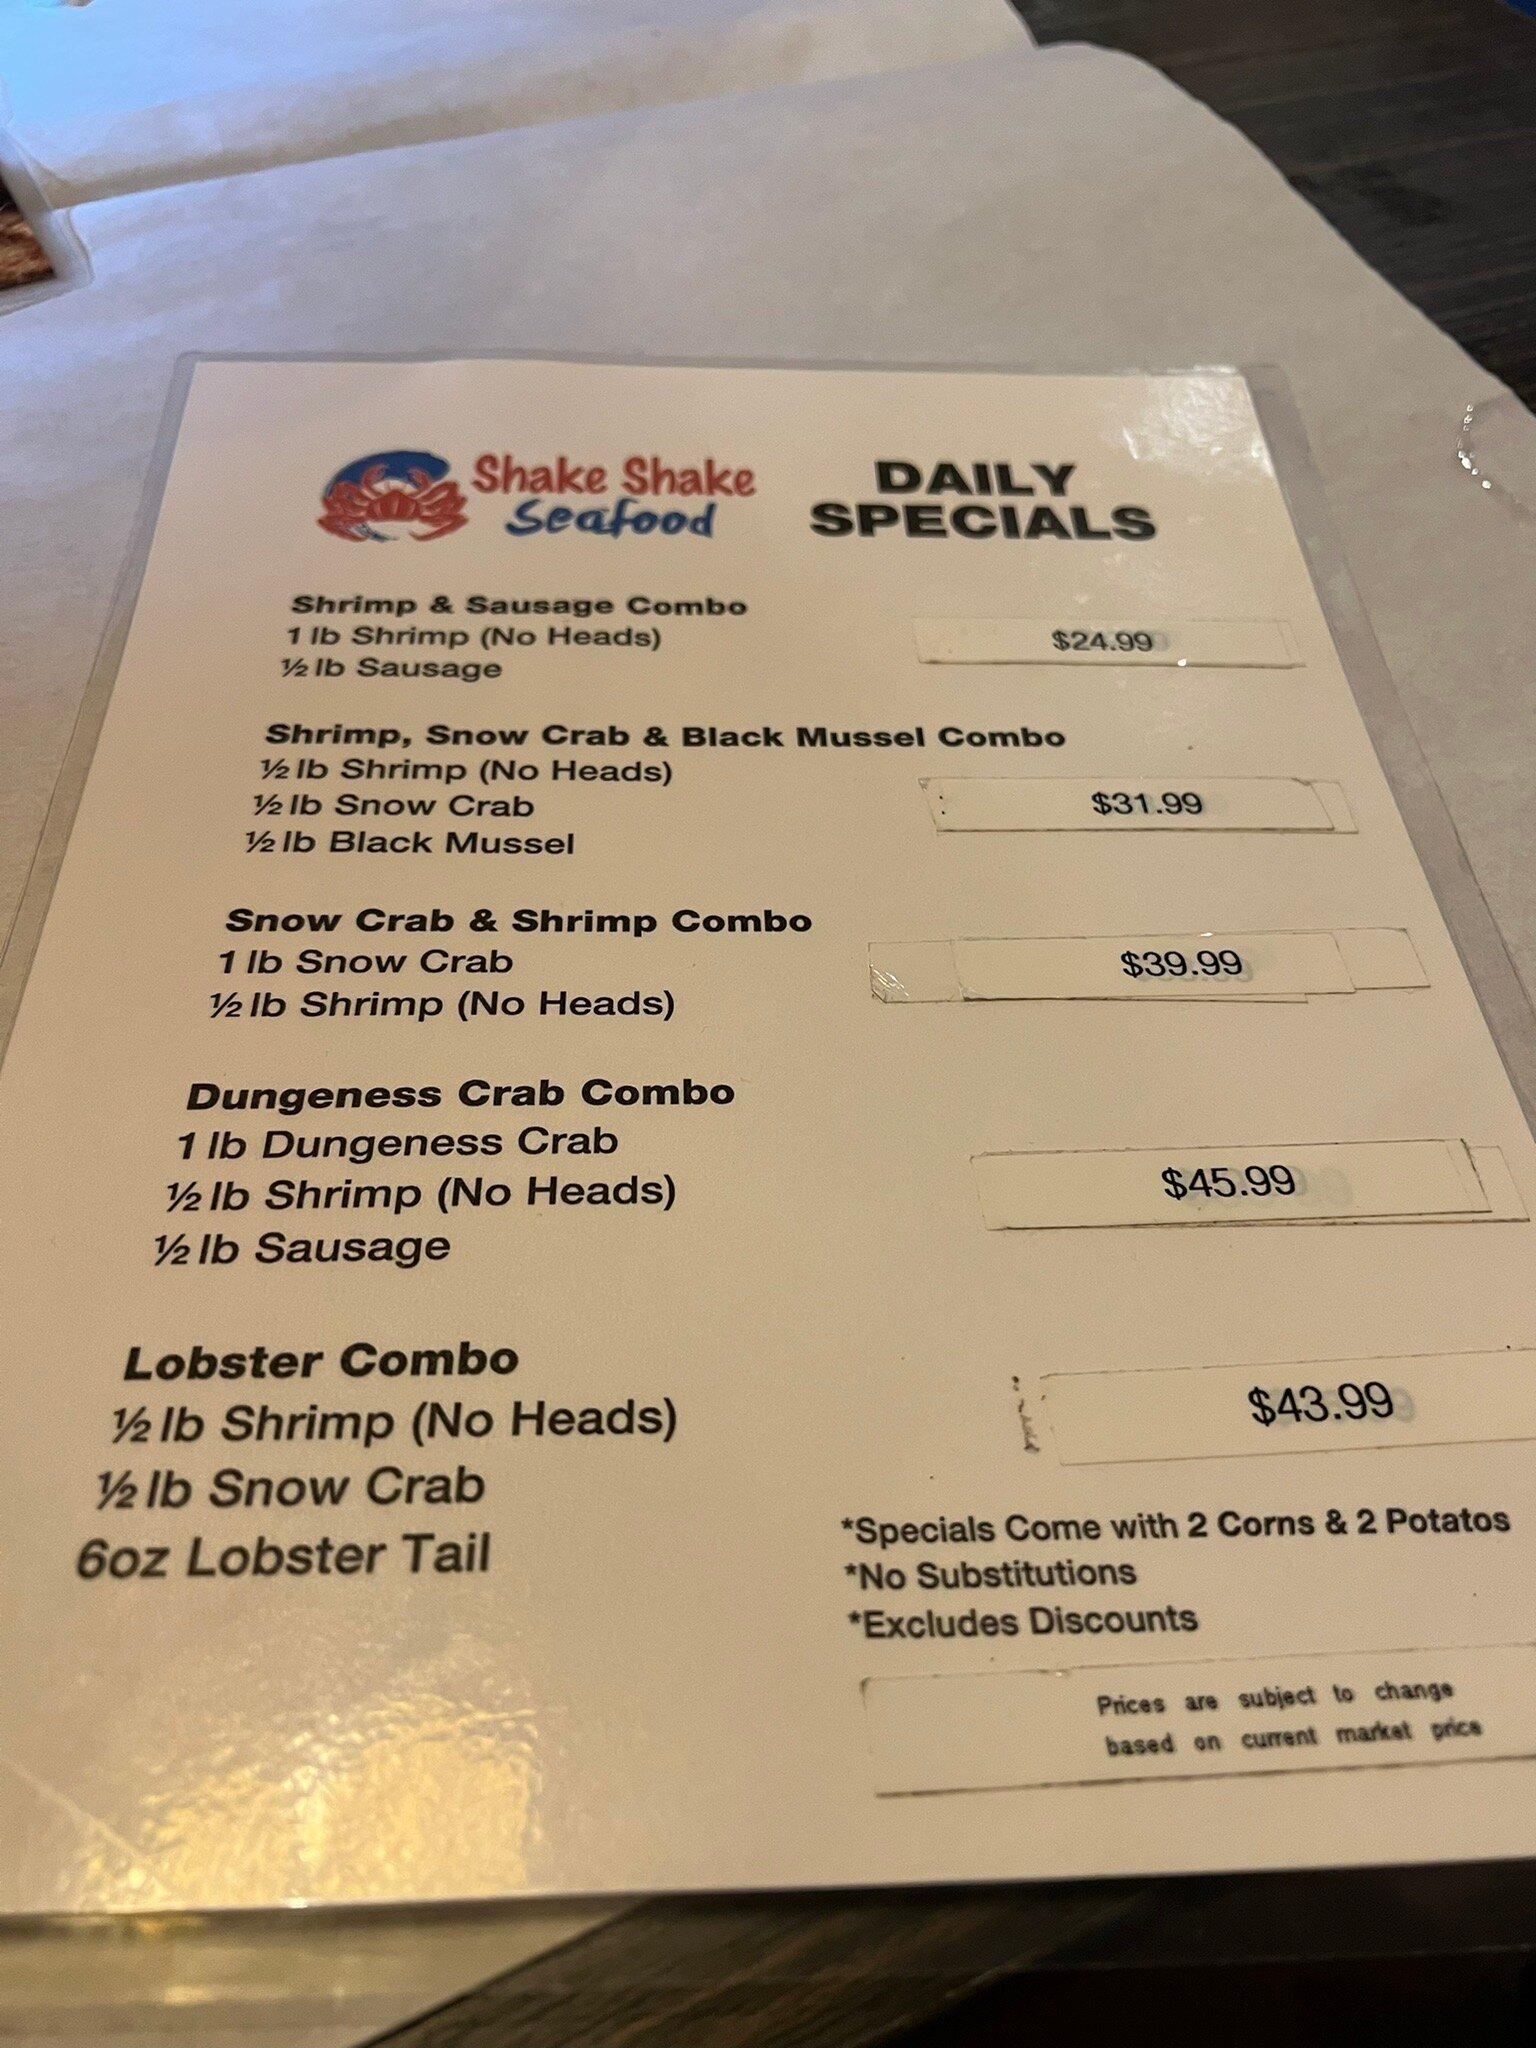 Shake Shake
Seafood
DAILY
SPECIALS
Shrimp & Sausage Combo
1 lb Shrimp (No Heads)
½ lb Sausage
$24.99
Shrimp, Snow Crab & Black Mussel Combo
½ lb Shrimp (No Heads)
½ lb Snow Crab
½ lb Black Mussel
$31.99
Snow Crab & Shrimp Combo
1 lb Snow Crab
½ lb Shrimp (No Heads)
$39.99
Dungeness Crab Combo
1 lb Dungeness Crab
½ lb Shrimp (No Heads)
½ lb Sausage
$45.99
Lobster Combo
½ lb Shrimp (No Heads)
½ lb Snow Crab
6oz Lobster Tail
$43.99
*Specials Come with 2 Corns & 2 Potatos
*No Substitutions
*Excludes Discounts
Prices are subject to change
based on current market price